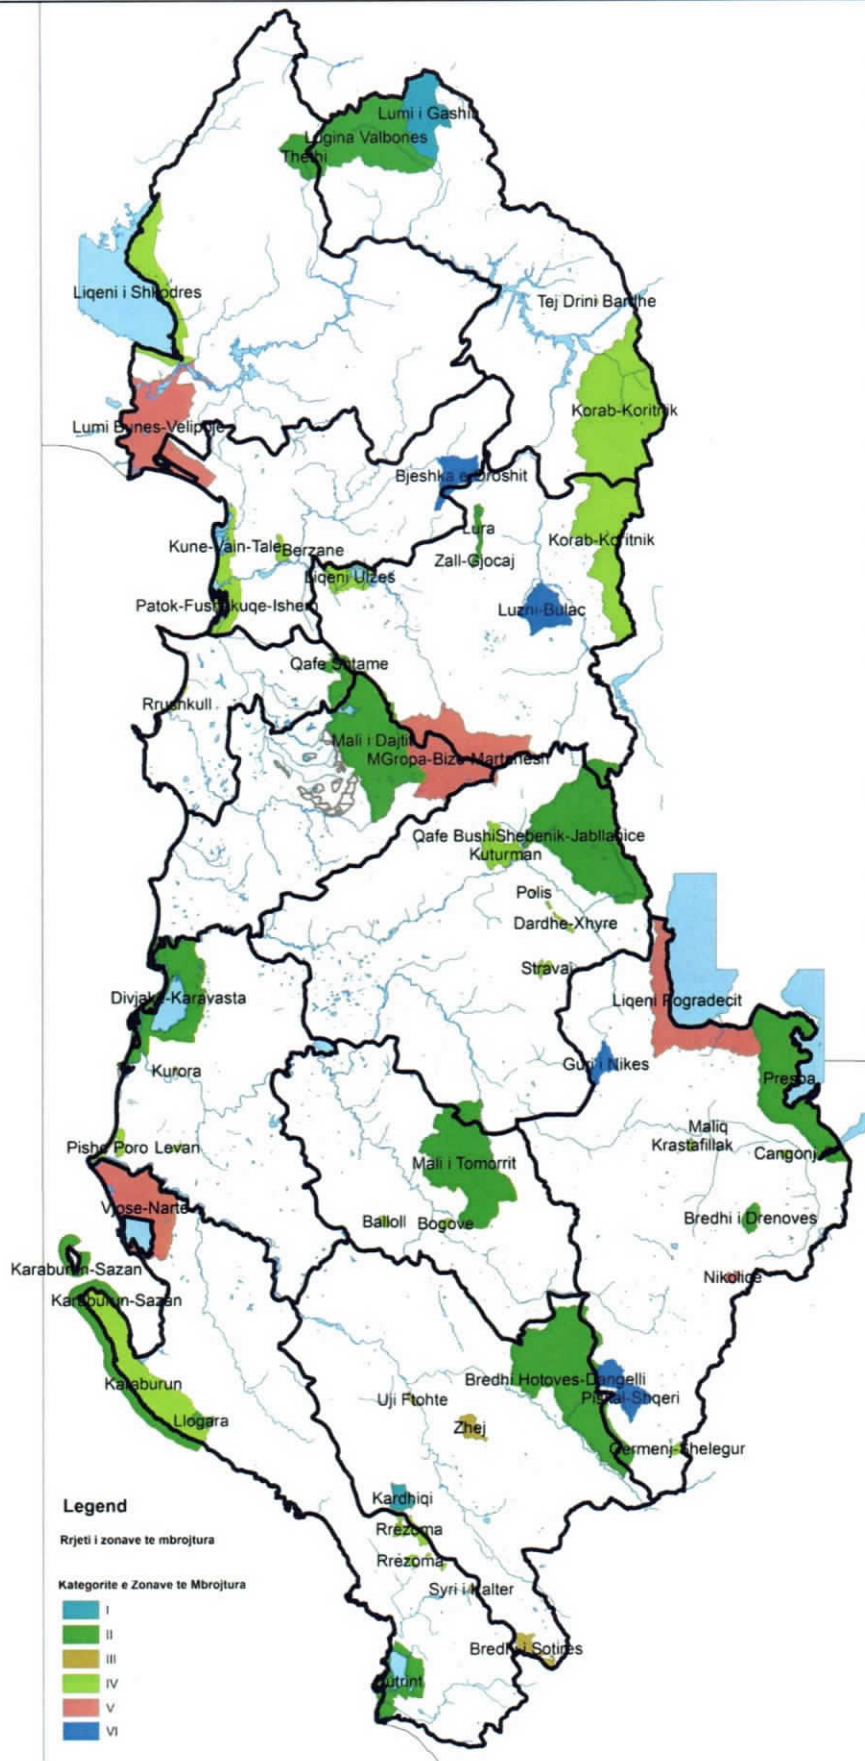 Lumi i Gashit
Lugina Valbones
Thethi
Liqeni i Shkodres
Tej Drini Bardhe
Korab-Koritnik
Lumi Bunes-Velipoje
Bjeshka e Oroshit
Lura
Kune-Vain-Tale
Berzane
Korab-Koritnik
Zall-Gjocaj
Liqeni Ulzes
Patok-Fushekuqe-Ishem
Luzni-Bulac
Qafe Shtame
Rrushkull
Mali i Dajtit
MGropa-Bize-Martanesh
Qafe Bushi
Shebenik-Jabllanice
Kuturman
Polis
Dardhe-Xhyre
Stravaj
Divjake-Karavasta
Liqeni Pogradecit
Kurora
Guri i Nikes
Prespa
Maliq
Krastafillak
Pishe Poro
Levan
Cangonj
Mali i Tomorrit
Vjose-Narte
Balloll
Bogove
Bredhi i Drenoves
Karaburun-Sazan
Nikolice
Karaburun-Sazan
Karaburun
Bredhi Hotoves-Dangelli
Uji Ftohte
Piskal-Shqeri
Llogara
Zhej
Germenj-Shelegur
Kardhiqi
Rrezoma
Rrezoma
Syri i Kalter
Bredhi i Sotires
Butrint
Legend
Rrjeti i zonave te mbrojtura
Kategorite e Zonave te Mbrojtura
I
II
III
IV
V
VI